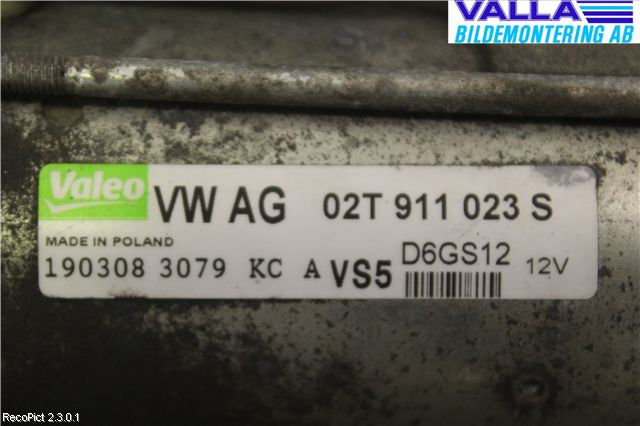 VALLA
BILDEMONTERING AB
Valeo
VW AG 02T 911 023 S
MADE IN POLAND
190308 3079 KC A VS5 D6GS12 12V
RecoPict 2.3.0.1